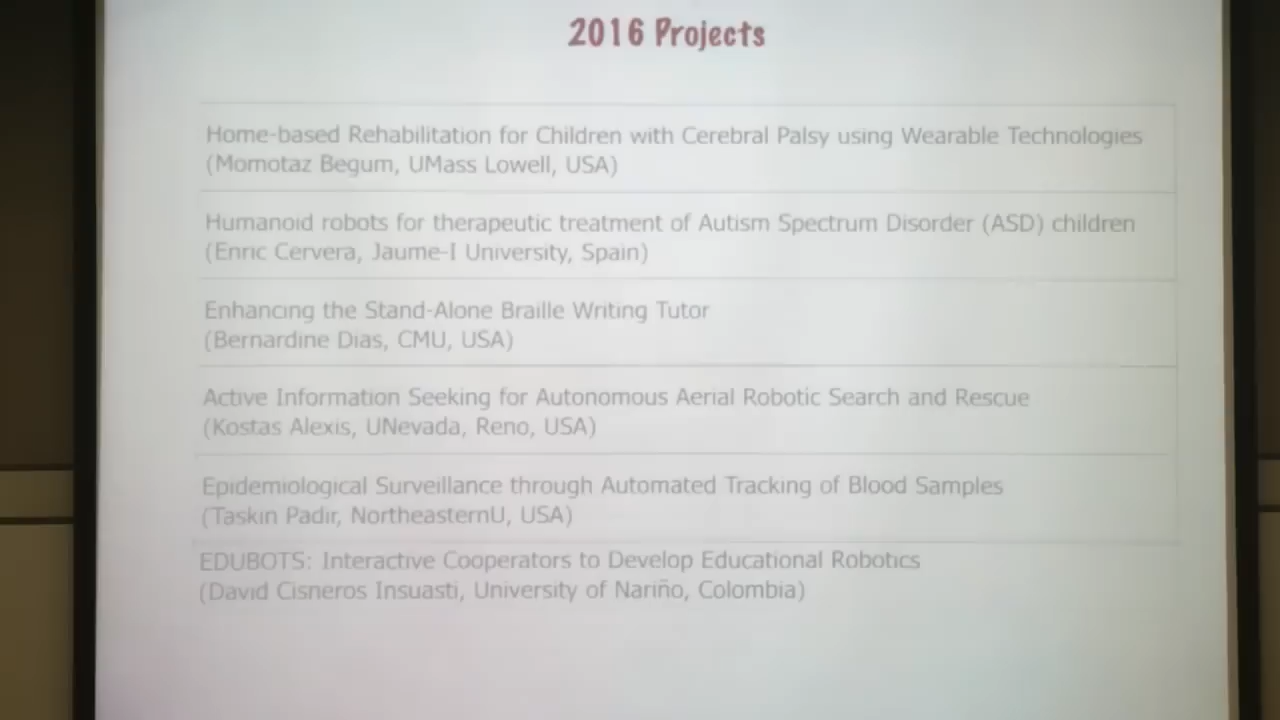 2016 Projects
Home-based Rehabilitation for Children with Cerebral Palsy using Wearable Technologies
(Momotaz Begum, UMass Lowell, USA)
Humanoid robots for therapeutic treatment of Autism Spectrum Disorder (ASD) children
(Enric Cervera, Jaume-I University, Spain)
Enhancing the Stand-Alone Braille Writing Tutor
(Bernardine Dias, CMU, USA)
Active Information Seeking for Autonomous Aerial Robotic Search and Rescue
(Kostas Alexis, UNevada, Reno, USA)
Epidemiological Surveillance through Automated Tracking of Blood Samples
(Taskin Padir, NortheasternU, USA)
EDUBOTS: Interactive Cooperators to Develop Educational Robotics
(David Cisneros Insuasti, University of Nariño, Colombia)